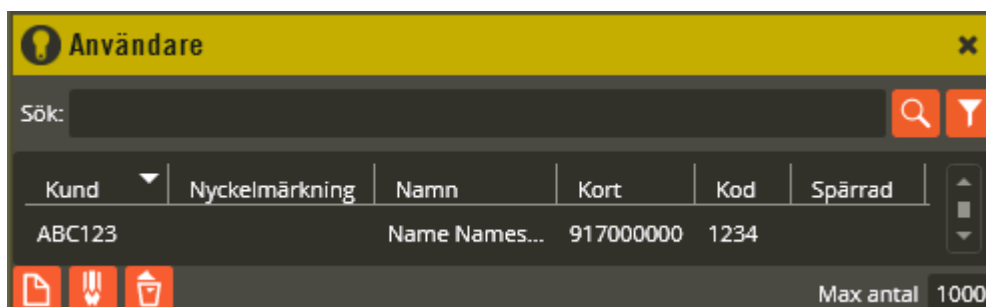 Användare
Sök:
Kund Nyckelmärkning Namn Kort Kod Spärrad
ABC123 Name Names... 917000000 1234
Max antal 1000